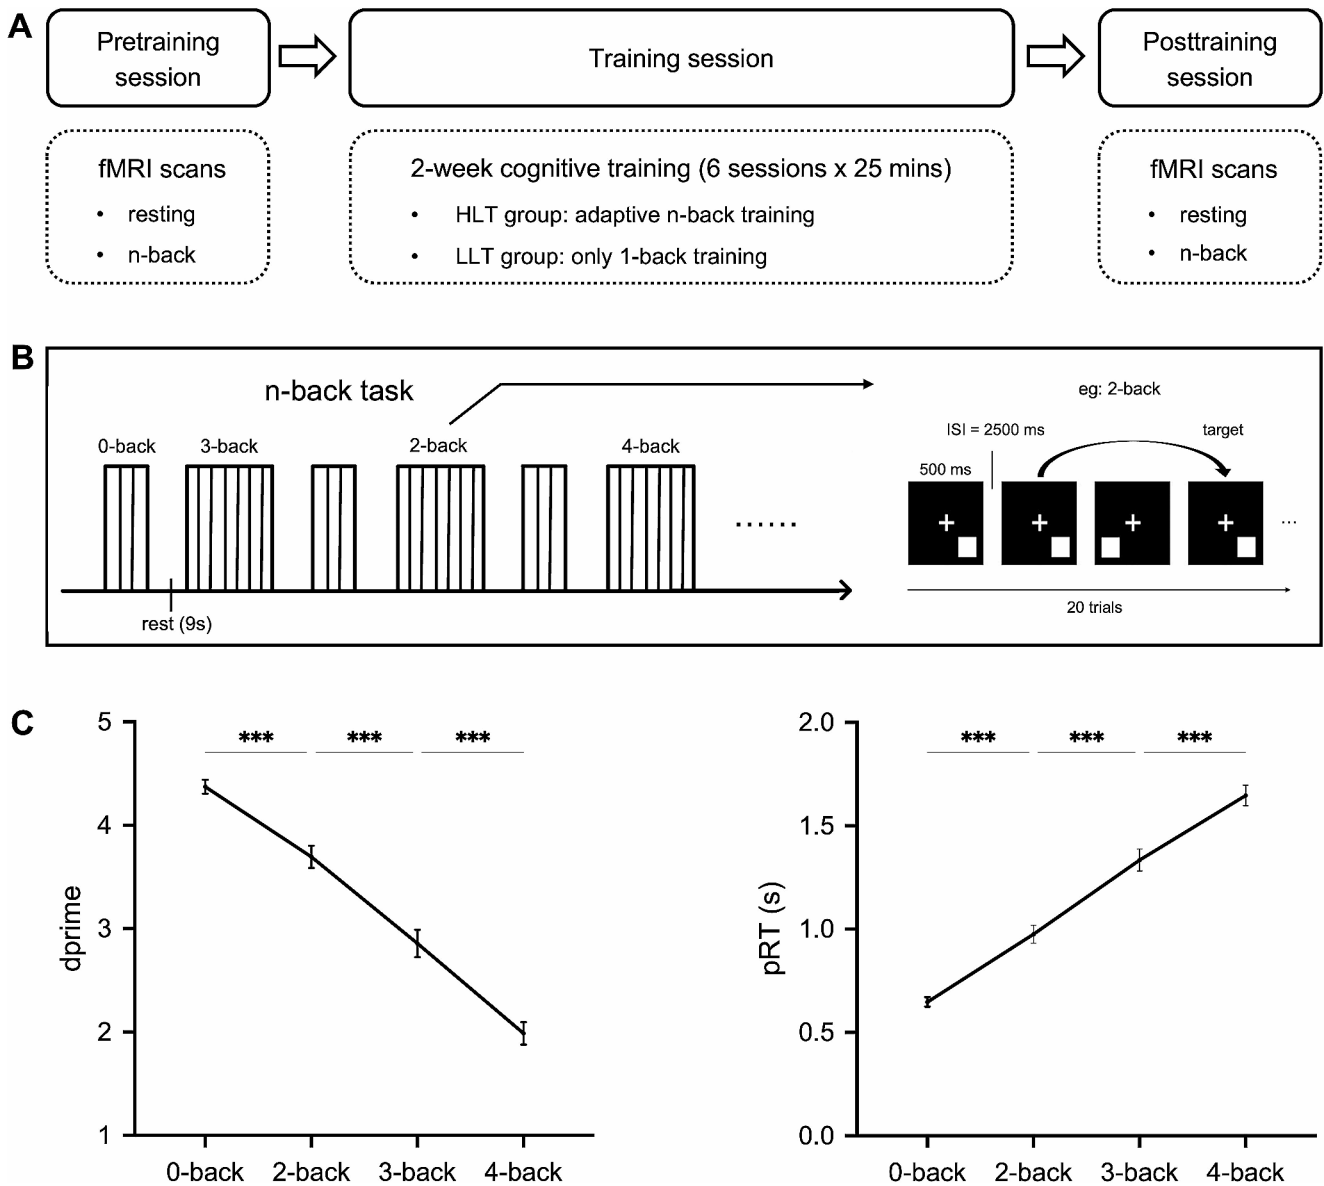 A
Pretraining
session
Training session
Posttraining
session
fMRI scans
• resting
• n-back
2-week cognitive training (6 sessions x 25 mins)
• HLT group: adaptive n-back training
• LLT group: only 1-back training
fMRI scans
• resting
• n-back
B
n-back task
0-back
3-back
2-back
4-back
......
rest (9s)
eg: 2-back
ISI = 2500 ms
target
500 ms
...
20 trials
C
dprime
5
4
3
2
1
*** *** ***
0-back 2-back 3-back 4-back
pRT (s)
2.0
1.5
1.0
0.5
0.0
*** *** ***
0-back 2-back 3-back 4-back